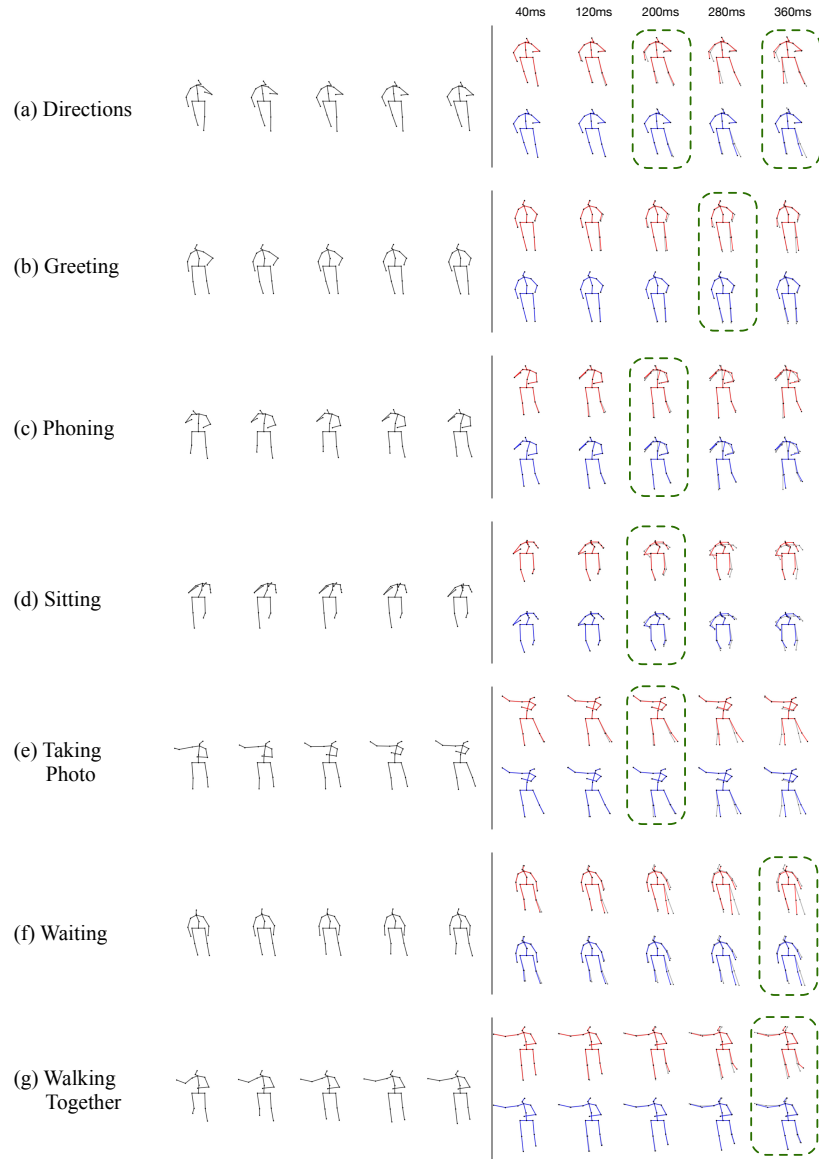 40ms 120ms 200ms 280ms 360ms
(a) Directions
(b) Greeting
(c) Phoning
(d) Sitting
(e) Taking
Photo
(f) Waiting
(g) Walking
Together